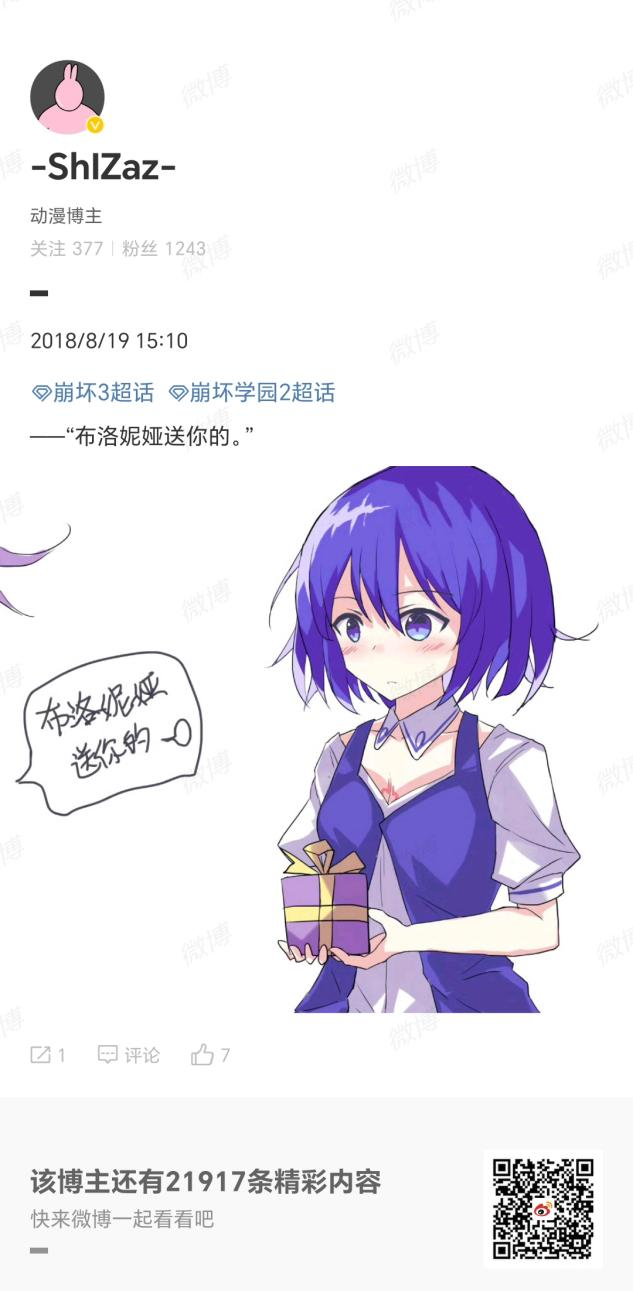 -ShIZaz-
动漫博主
关注 377 | 粉丝 1243
2018/8/19 15:10
崩坏3超话 崩坏学园2超话
——“布洛妮娅送你的。”
布洛妮娅
送你的
1 评论 7
该博主还有21917条精彩内容
快来微博一起看看吧
微博